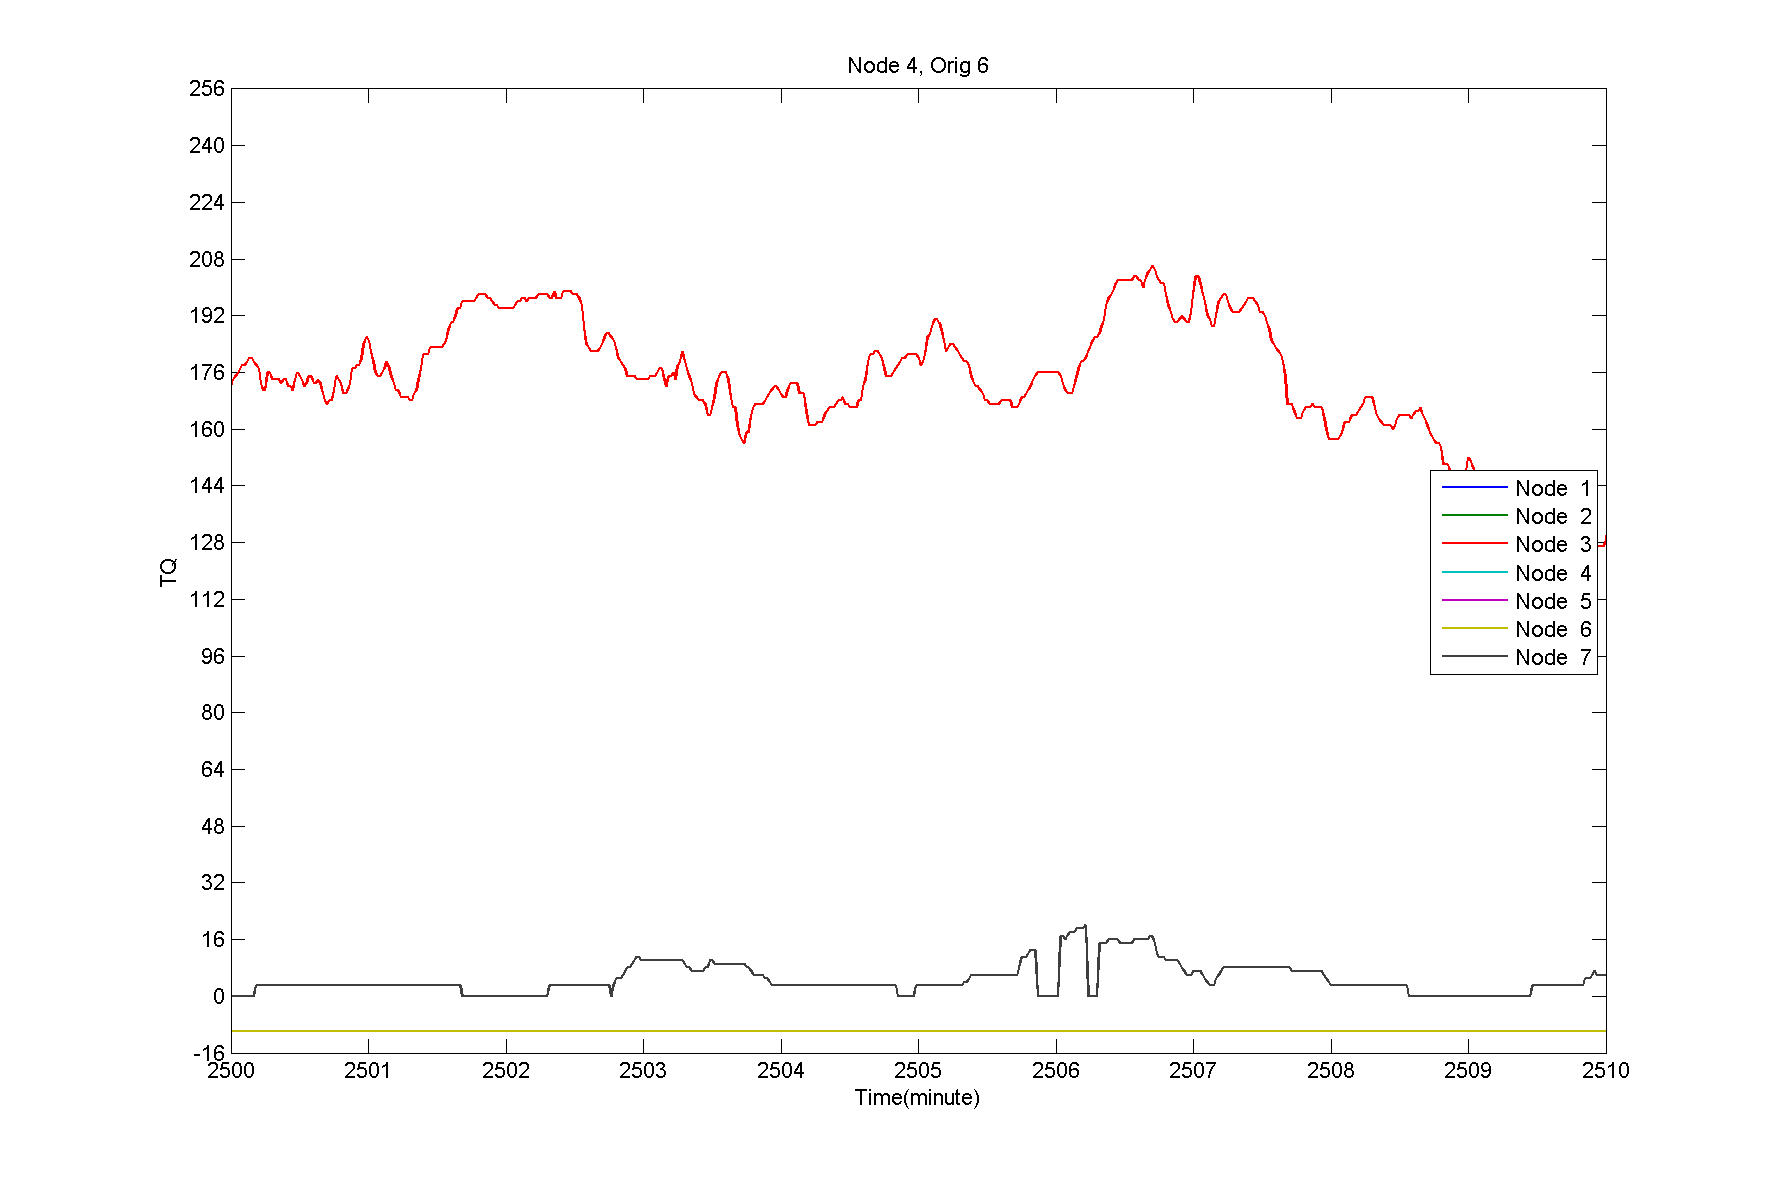 Node 4, Orig 6
256
240
224
208
192
176
160
144
128
112
96
80
64
48
32
16
0
-16
TQ
Node 1
Node 2
Node 3
Node 4
Node 5
Node 6
Node 7
2500 2501 2502 2503 2504 2505 2506 2507 2508 2509 2510
Time(minute)